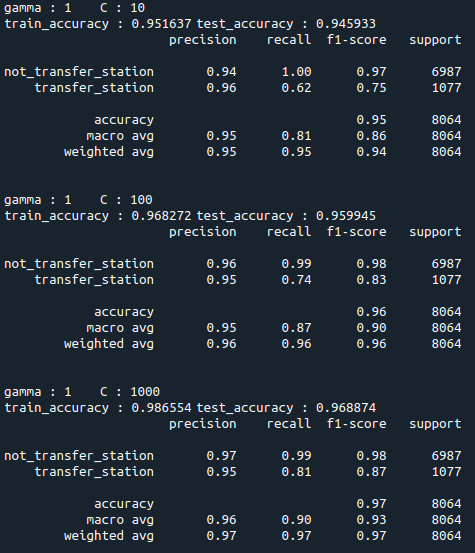 gamma : 1    C : 10
train_accuracy : 0.951637 test_accuracy : 0.945933
precision    recall  f1-score   support
not_transfer_station       0.94      1.00      0.97      6987
transfer_station       0.96      0.62      0.75      1077
accuracy                           0.95      8064
macro avg       0.95      0.81      0.86      8064
weighted avg       0.95      0.95      0.94      8064
gamma : 1    C : 100
train_accuracy : 0.968272 test_accuracy : 0.959945
precision    recall  f1-score   support
not_transfer_station       0.96      0.99      0.98      6987
transfer_station       0.95      0.74      0.83      1077
accuracy                           0.96      8064
macro avg       0.95      0.87      0.90      8064
weighted avg       0.96      0.96      0.96      8064
gamma : 1    C : 1000
train_accuracy : 0.986554 test_accuracy : 0.968874
precision    recall  f1-score   support
not_transfer_station       0.97      0.99      0.98      6987
transfer_station       0.95      0.81      0.87      1077
accuracy                           0.97      8064
macro avg       0.96      0.90      0.93      8064
weighted avg       0.97      0.97      0.97      8064